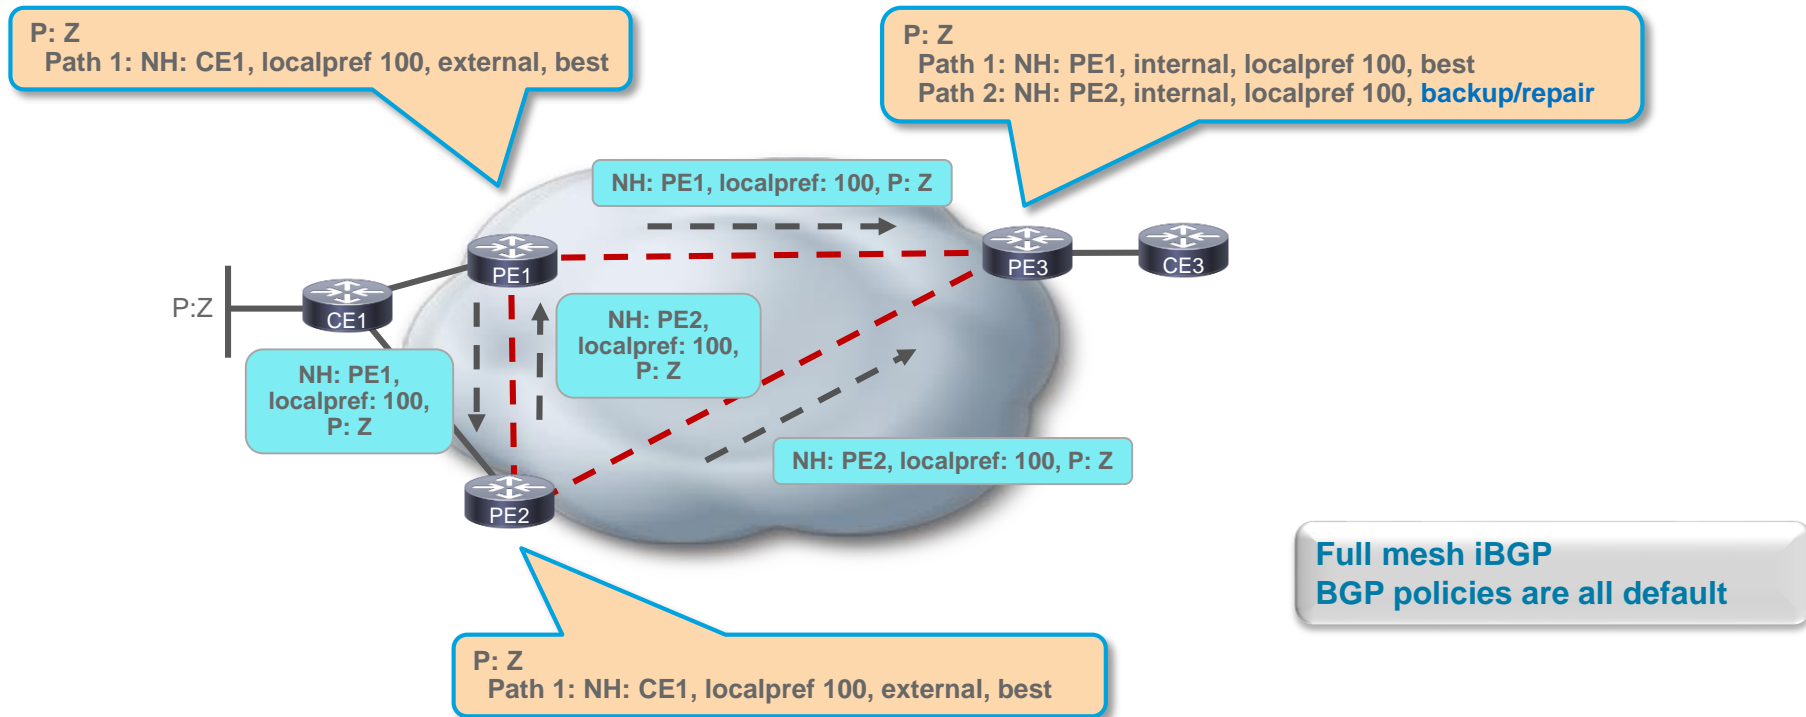 P: Z
Path 1: NH: CE1, localpref 100, external, best
P: Z
Path 1: NH: PE1, internal, localpref 100, best
Path 2: NH: PE2, internal, localpref 100, backup/repair
NH: PE1, localpref: 100, P: Z
PE1
PE3
CE3
P:Z
CE1
NH: PE2,
localpref: 100,
P: Z
NH: PE1,
localpref: 100,
P: Z
NH: PE2, localpref: 100, P: Z
PE2
Full mesh iBGP
BGP policies are all default
P: Z
Path 1: NH: CE1, localpref 100, external, best